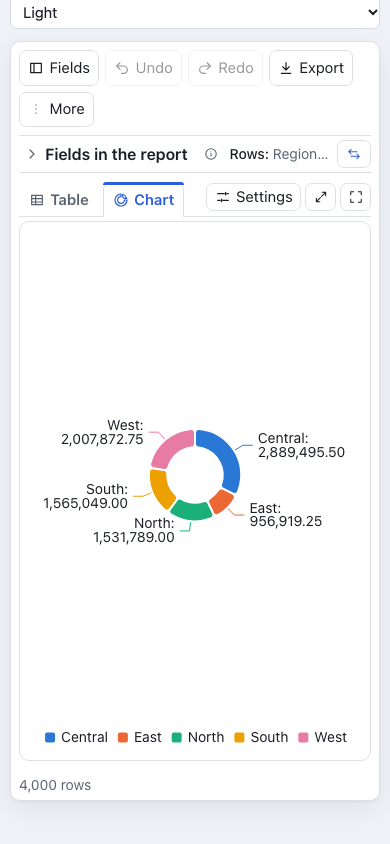 Light
Fields
Undo
Redo
Export
More
Fields in the report
Rows: Region...
Table
Chart
Settings
West:
2,007,872.75
Central:
2,889,495.50
South:
1,565,049.00
East:
956,919.25
North:
1,531,789.00
Central
East
North
South
West
4,000 rows